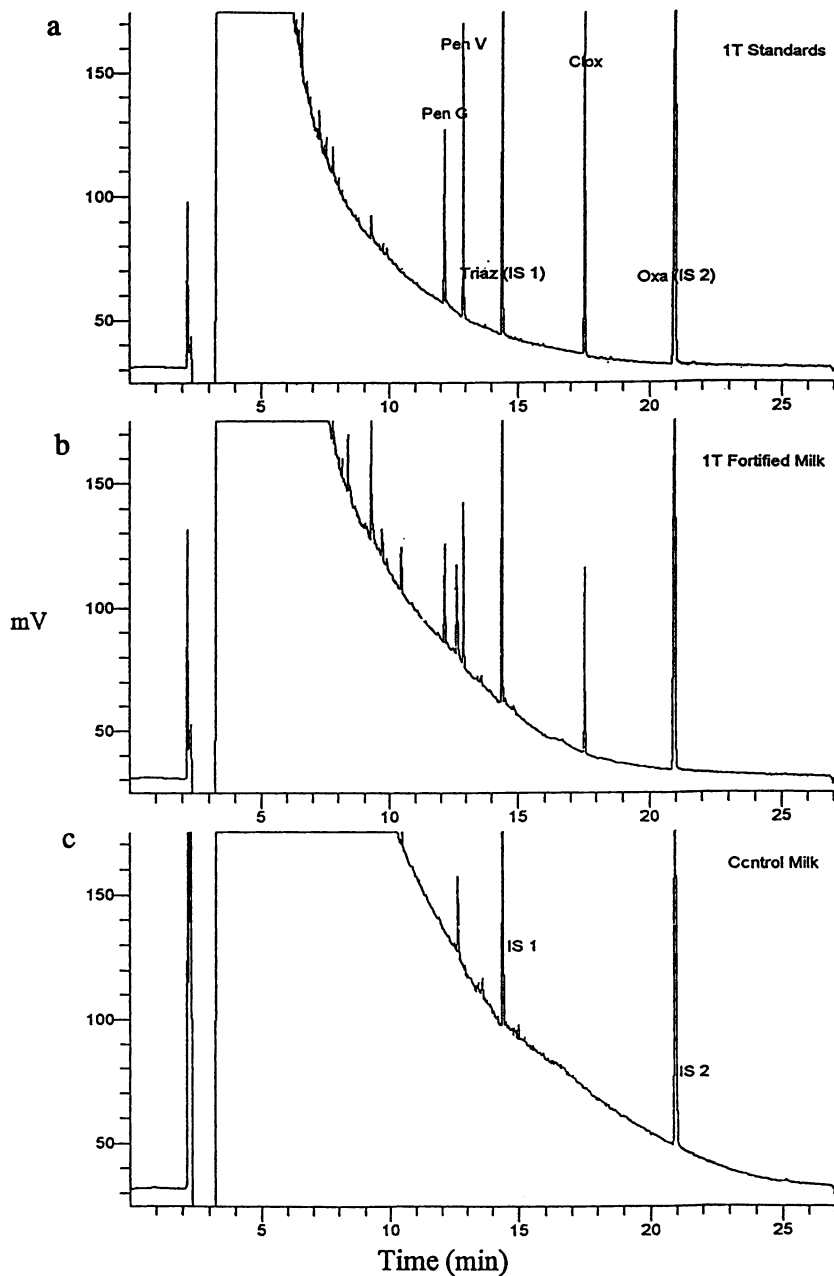 a
1T Standards
150
100
50
Pen G
Pen V
Triaz (IS 1)
Clox
Oxa (IS 2)
5
10
15
20
25
b
1T Fortified Milk
150
100
50
5
10
15
20
25
mV
c
Control Milk
150
100
50
IS 1
IS 2
5
10
15
20
25
Time (min)